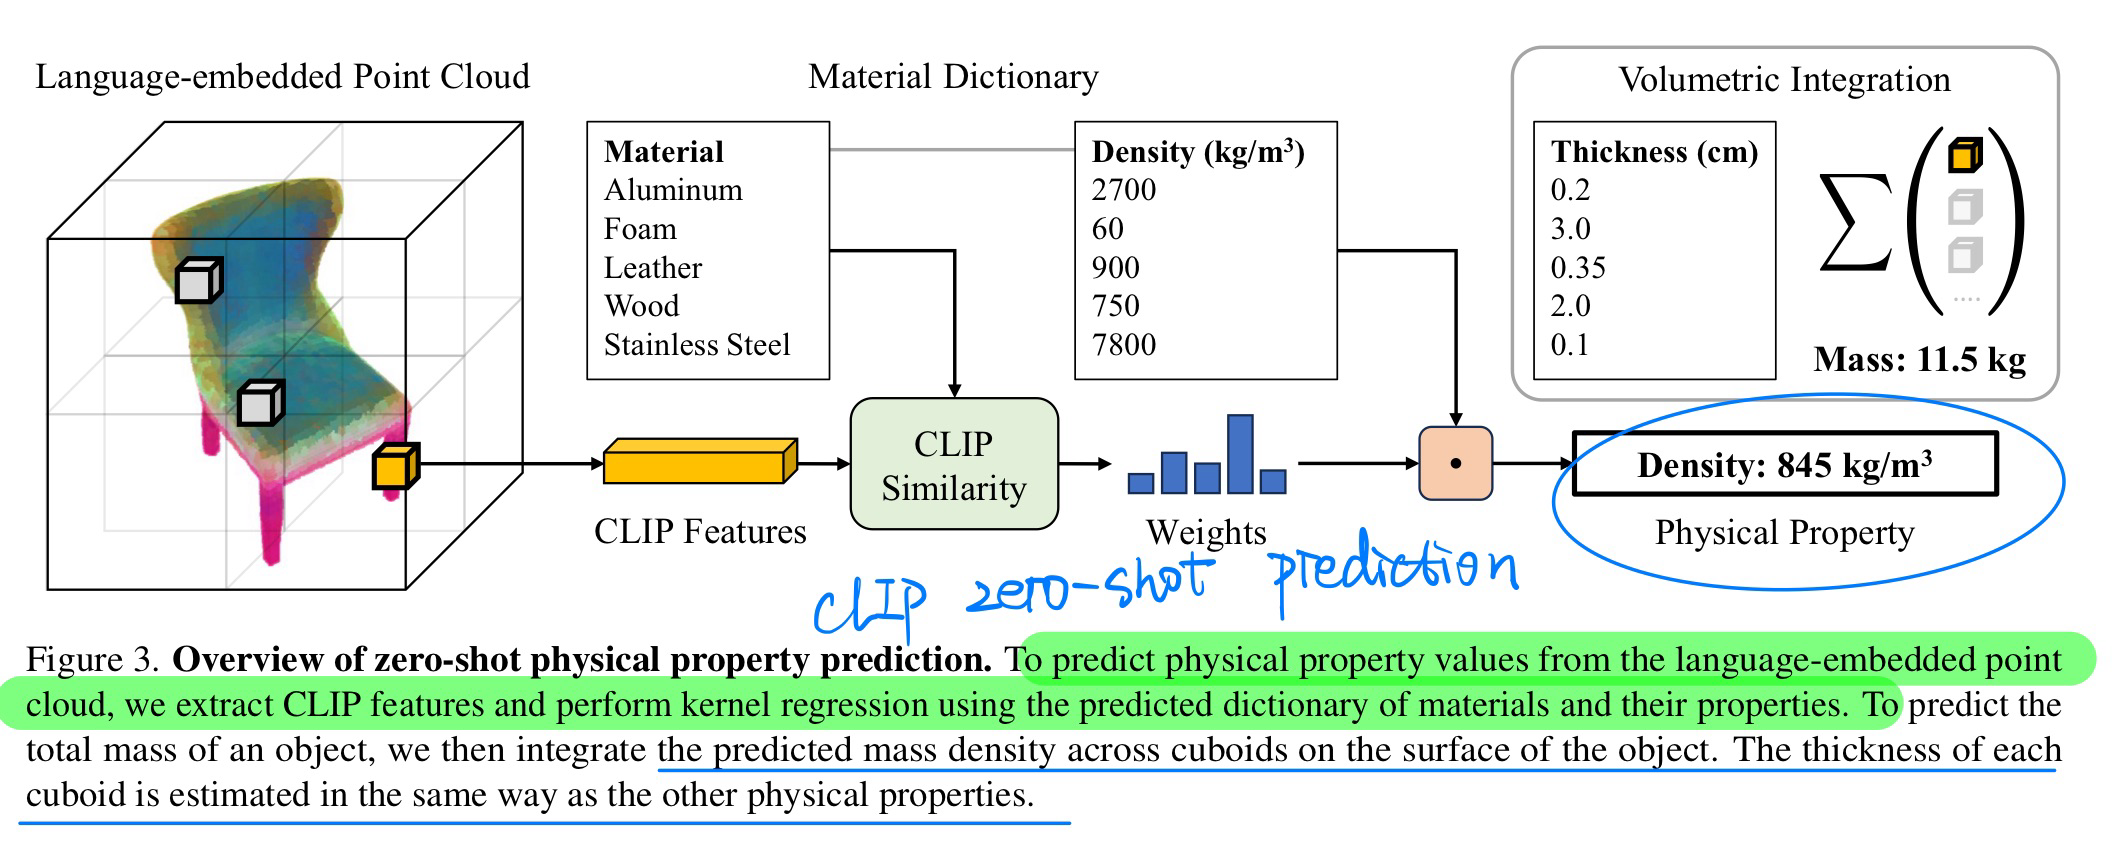 Language-embedded Point Cloud
Material Dictionary
Volumetric Integration
Material
Aluminum
Foam
Leather
Wood
Stainless Steel
Density (kg/m³)
2700
60
900
750
7800
Thickness (cm)
0.2
3.0
0.35
2.0
0.1
∑
....
Mass: 11.5 kg
CLIP Features
CLIP
Similarity
Weights
Density: 845 kg/m³
Physical Property
CLIP zero-shot prediction
Figure 3. Overview of zero-shot physical property prediction. To predict physical property values from the language-embedded point
cloud, we extract CLIP features and perform kernel regression using the predicted dictionary of materials and their properties. To predict the
total mass of an object, we then integrate the predicted mass density across cuboids on the surface of the object. The thickness of each
cuboid is estimated in the same way as the other physical properties.